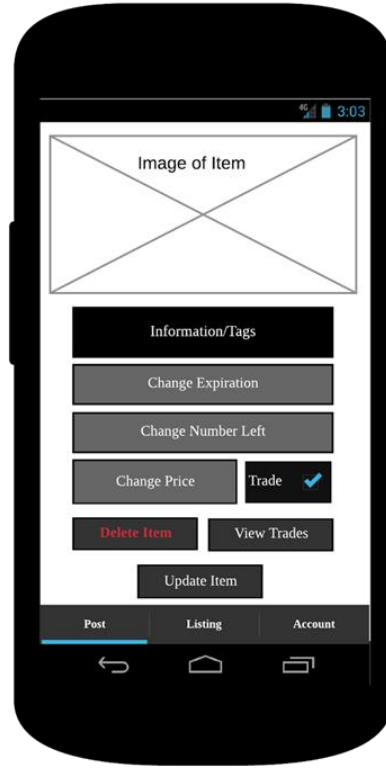 4G 3:03
Image of Item
Information/Tags
Change Expiration
Change Number Left
Change Price Trade
Delete Item View Trades
Update Item
Post Listing Account